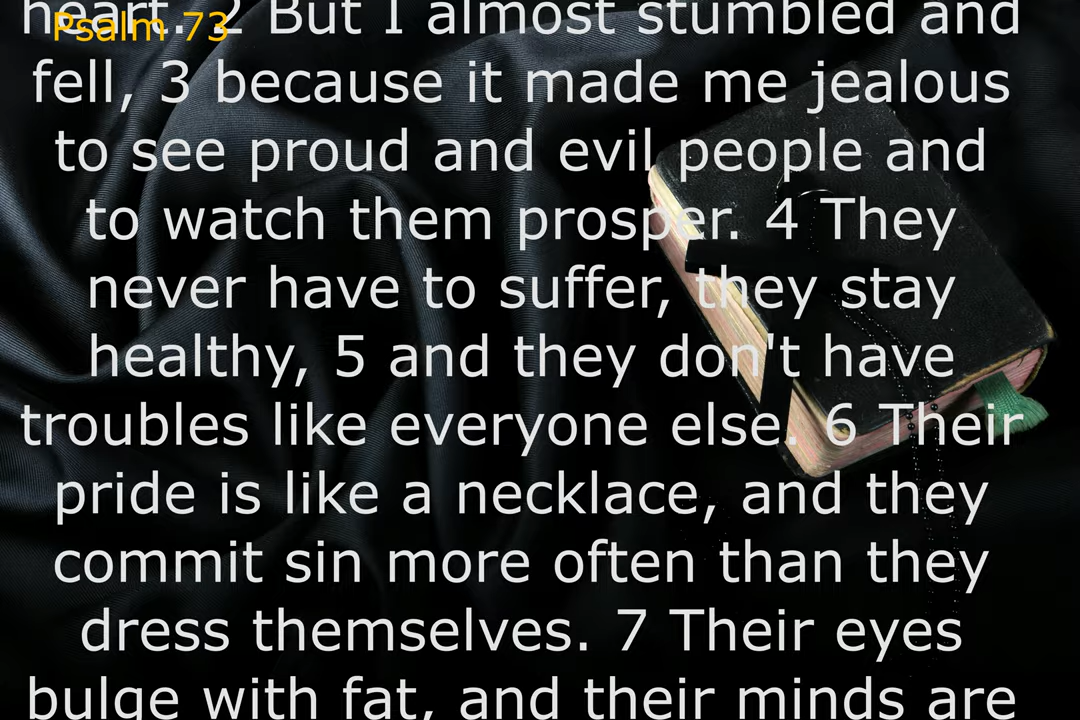 Psalm 73
heart. 2 But I almost stumbled and
fell, 3 because it made me jealous
to see proud and evil people and
to watch them prosper. 4 They
never have to suffer, they stay
healthy, 5 and they don't have
troubles like everyone else. 6 Their
pride is like a necklace, and they
commit sin more often than they
dress themselves. 7 Their eyes
bulge with fat, and their minds are